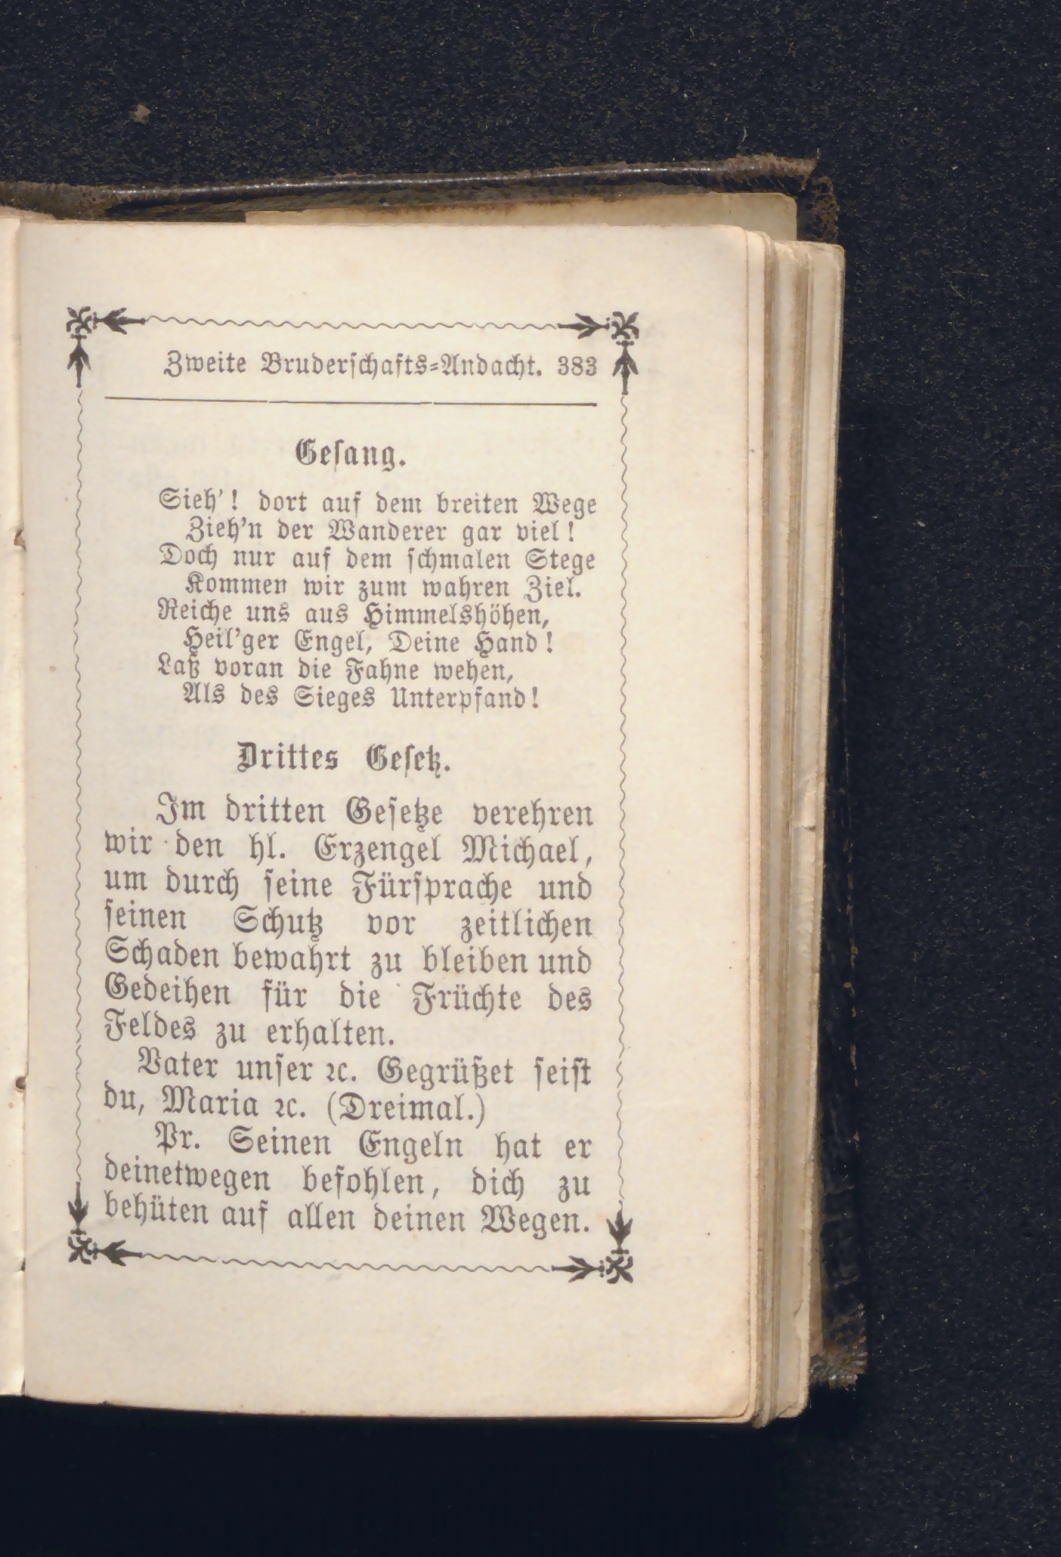 Zweite Bruderschafts-Andacht. 383
Gesang.
Sieh'! dort auf dem breiten Wege
Zieh'n der Wanderer gar viel!
Doch nur auf dem schmalen Stege
Kommen wir zum wahren Ziel.
Reiche uns aus Himmelshöhen,
Heil'ger Engel, Deine Hand!
Laß voran die Fahne wehen,
Als des Sieges Unterpfand!
Drittes Gesetz.
Im dritten Gesetze verehren
wir den hl. Erzengel Michael,
um durch seine Fürsprache und
seinen Schutz vor zeitlichen
Schaden bewahrt zu bleiben und
Gedeihen für die Früchte des
Feldes zu erhalten.
Vater unser ꝛc. Gegrüßet seist
du, Maria ꝛc. (Dreimal.)
Pr. Seinen Engeln hat er
deinetwegen befohlen, dich zu
behüten auf allen deinen Wegen.